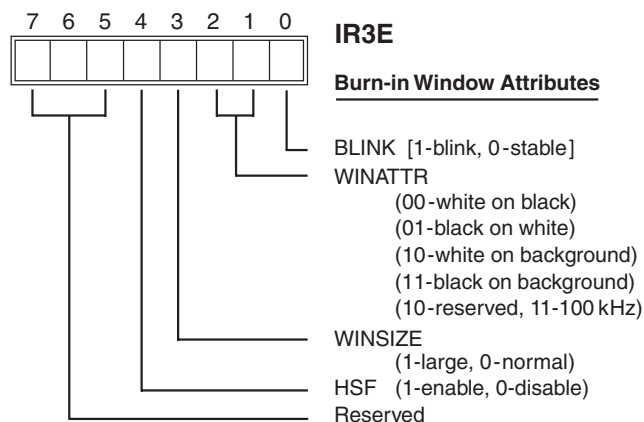 7 6 5 4 3 2 1 0
IR3E
Burn-in Window Attributes
BLINK [1-blink, 0-stable]
WINATTR
(00-white on black)
(01-black on white)
(10-white on background)
(11-black on background)
(10-reserved, 11-100 kHz)
WINSIZE
(1-large, 0-normal)
HSF (1-enable, 0-disable)
Reserved